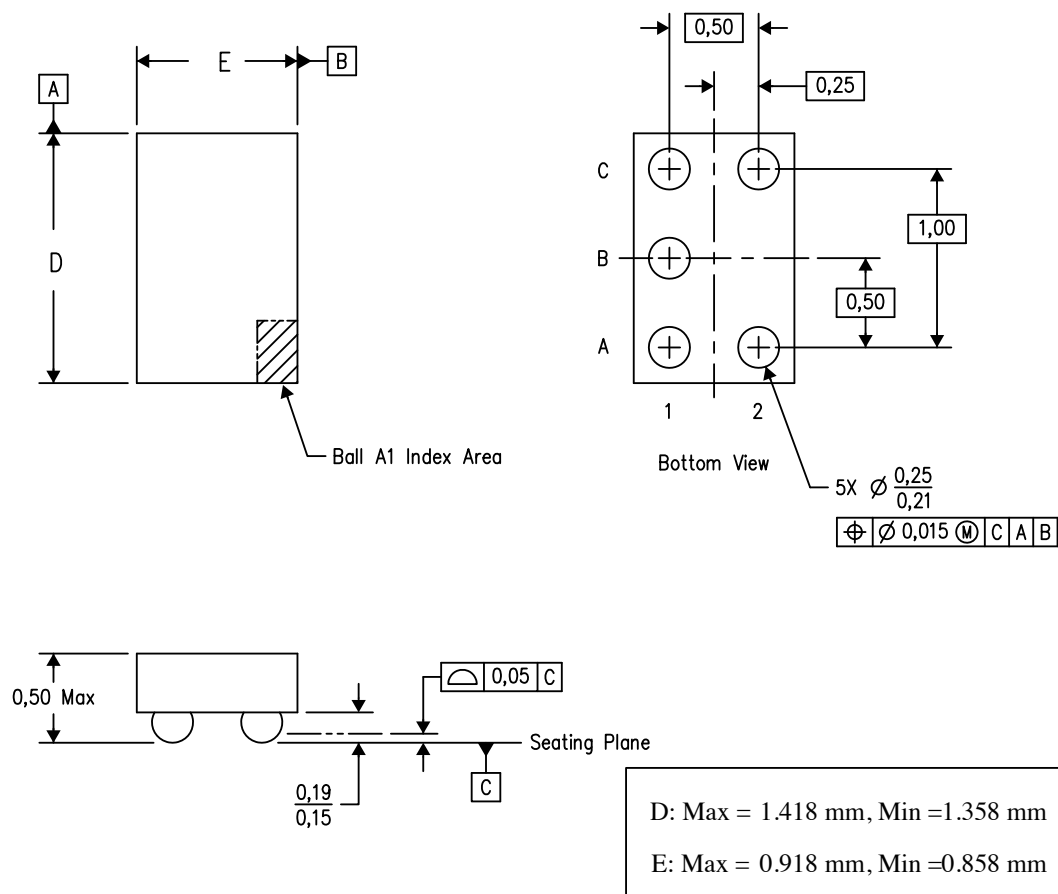 0,50
E
B
A
0,25
C
D
1,00
B
0,50
A
1
2
Ball A1 Index Area
Bottom View
5X Ø 0,25
0,21
⌖ Ø 0,015 Ⓜ C A B
0,50 Max
⌓ 0,05 C
Seating Plane
0,19
0,15
C
D: Max = 1.418 mm, Min =1.358 mm
E: Max = 0.918 mm, Min =0.858 mm